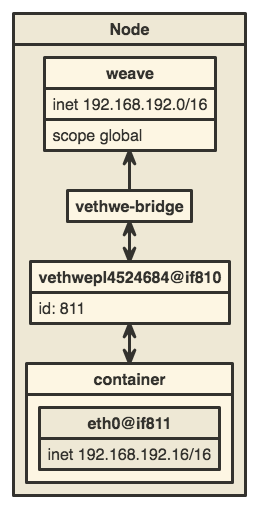 Node
weave
inet 192.168.192.0/16
scope global
vethwe-bridge
vethwepl4524684@if810
id: 811
container
eth0@if811
inet 192.168.192.16/16